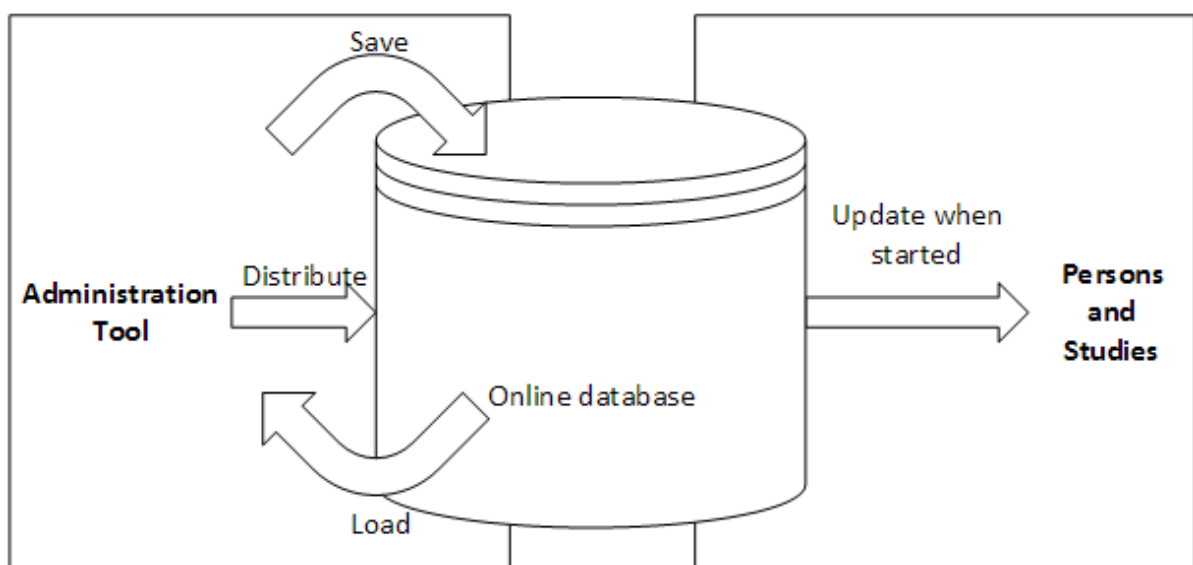 Save
Update when
started
Distribute
Administration
Tool
Persons
and
Studies
Online database
Load